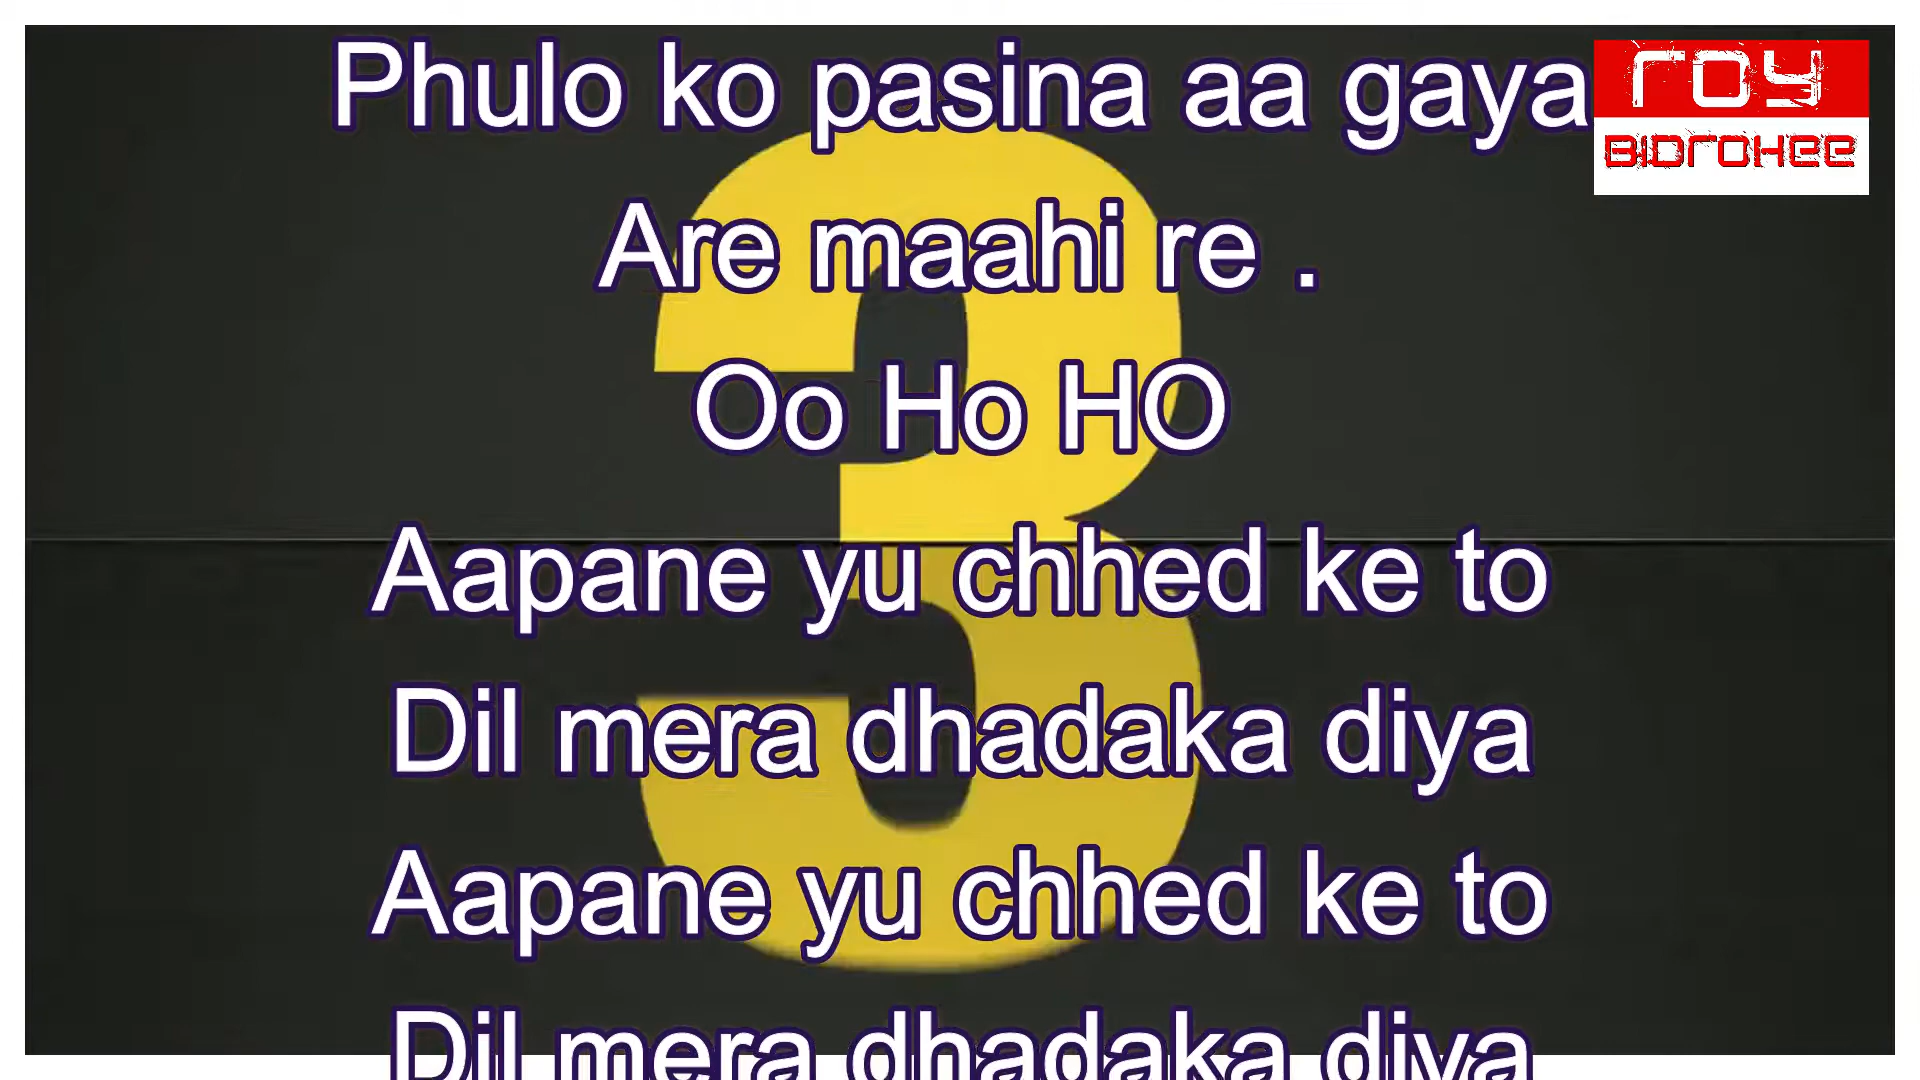 Phulo ko pasina aa gaya
ROY
BIDROHEE
Are maahi re .
Oo Ho HO
3
Aapane yu chhed ke to
Dil mera dhadaka diya
Aapane yu chhed ke to
Dil mera dhadaka diya